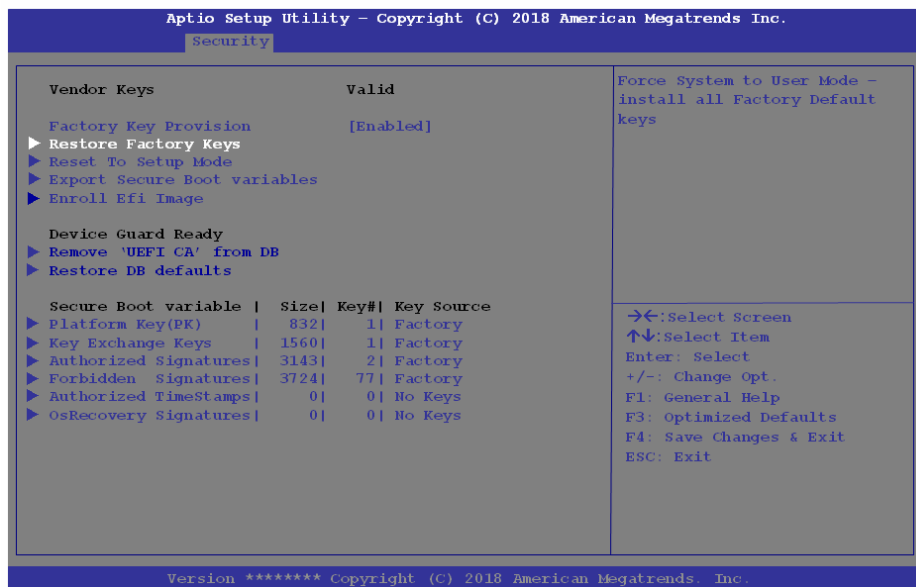 Aptio Setup Utility – Copyright (C) 2018 American Megatrends Inc.
Security
Vendor Keys Valid
Factory Key Provision [Enabled]
Restore Factory Keys
Reset To Setup Mode
Export Secure Boot variables
Enroll Efi Image
Device Guard Ready
Remove 'UEFI CA' from DB
Restore DB defaults
Secure Boot variable | Size| Key#| Key Source
Platform Key(PK) | 832| 1| Factory
Key Exchange Keys | 1560| 1| Factory
Authorized Signatures| 3143| 2| Factory
Forbidden Signatures| 3724| 77| Factory
Authorized TimeStamps| 0| 0| No Keys
OsRecovery Signatures| 0| 0| No Keys
Force System to User Mode –
install all Factory Default
keys
→←:Select Screen
↑↓:Select Item
Enter: Select
+/-: Change Opt.
F1: General Help
F3: Optimized Defaults
F4: Save Changes & Exit
ESC: Exit
Version ******** Copyright (C) 2018 American Megatrends. Inc.